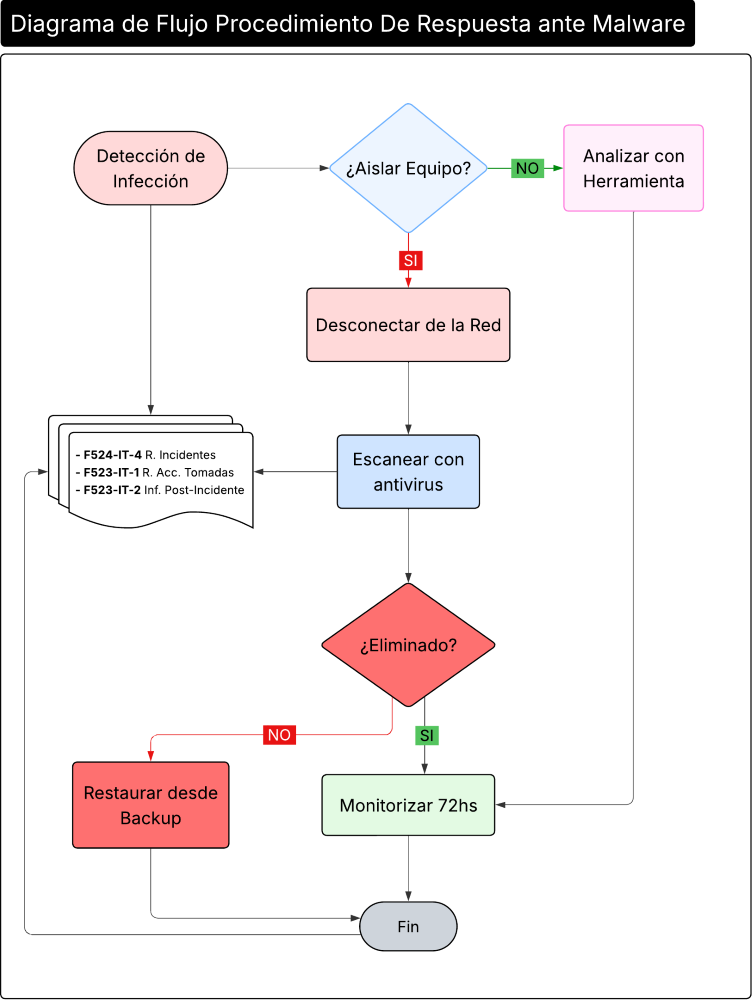 Diagrama de Flujo Procedimiento De Respuesta ante Malware
Detección de
Infección
¿Aislar Equipo?
NO
Analizar con
Herramienta
SI
Desconectar de la Red
- F524-IT-4 R. Incidentes
- F523-IT-1 R. Acc. Tomadas
- F523-IT-2 Inf. Post-Incidente
Escanear con
antivirus
¿Eliminado?
NO
SI
Restaurar desde
Backup
Monitorizar 72hs
Fin